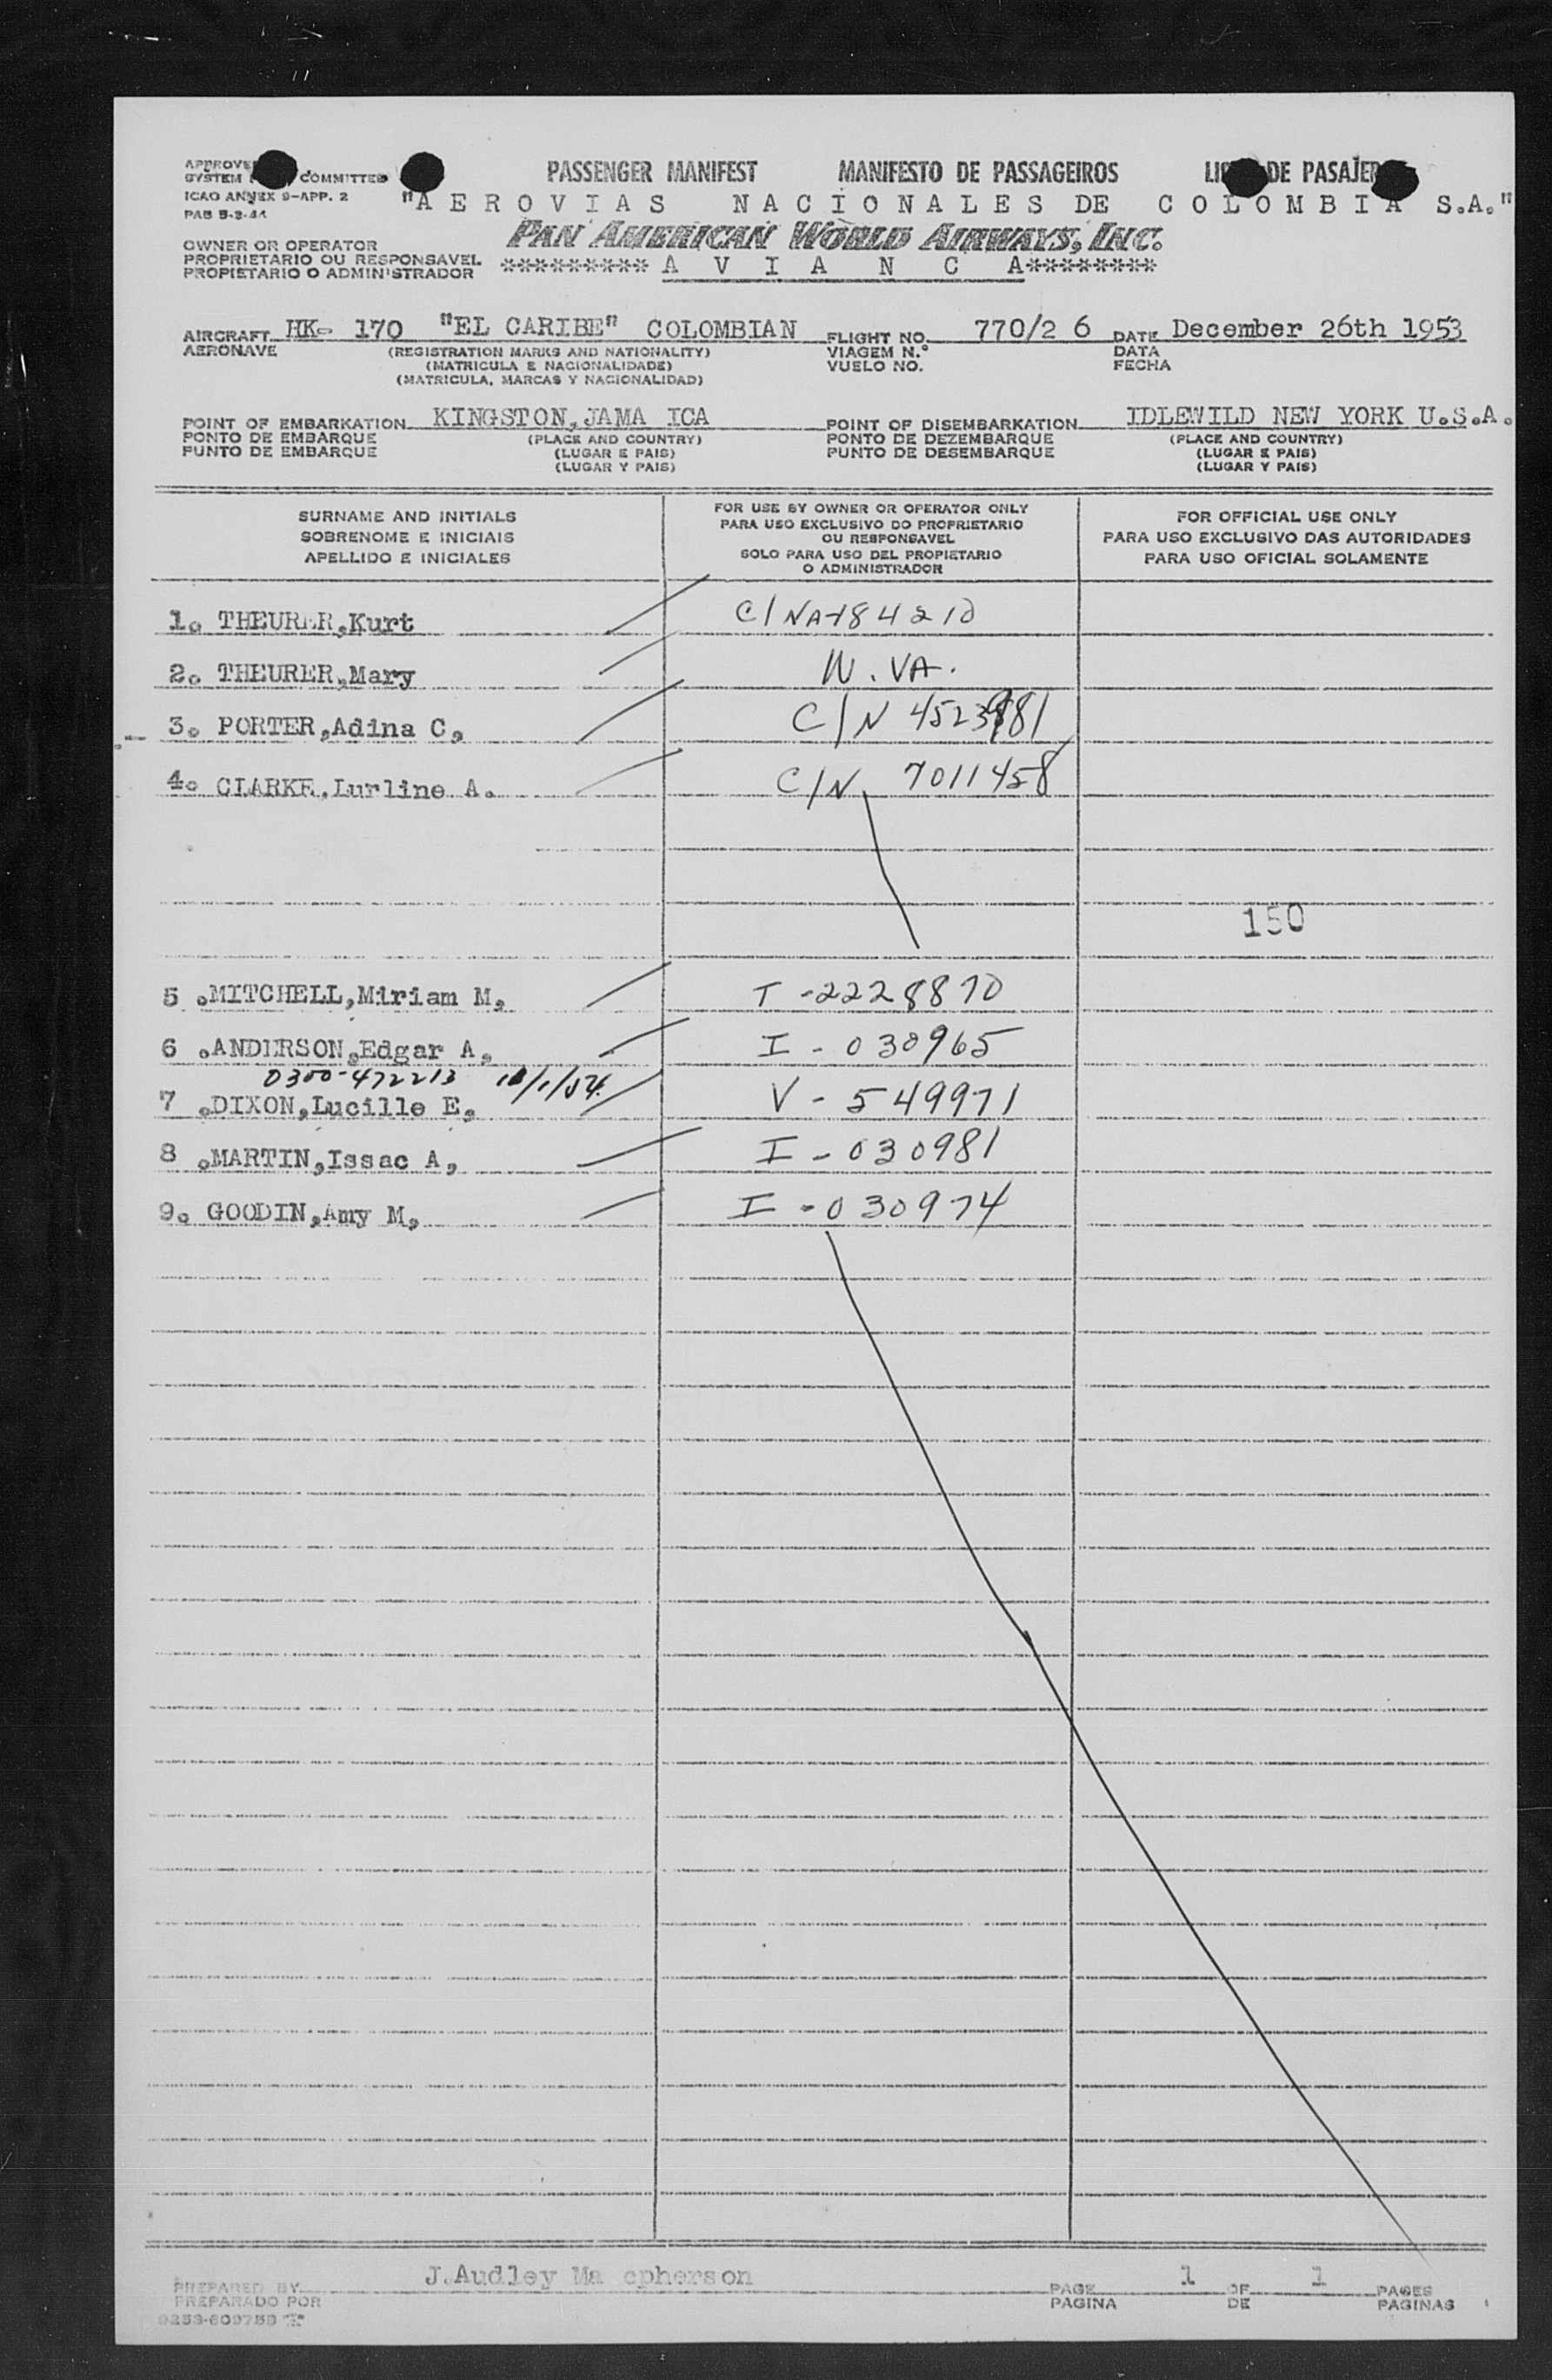 PASSENGER MANIFEST MANIFESTO DE PASSAGEIROS DE
SYSTEM COMMITTEE
ICAO ANNEX 9-APP. 2
"AEROVIAS NACIONALES DE COLOMBIA S.A."
PAN AMERICAN WORLD AIRWAYS, INC.
OWNER OR OPERATOR
PROPRIETARIO OU RESPONSAVEL
PROPIETARIO O ADMINISTRADOR
********* A V I A N C A********
AIRCRAFT HK- 170 "EL CARIBE" COLOMBIAN FLIGHT NO. 770/2 6 DATE December 26th 1953
AERONAVE (REGISTRATION MARKS AND NATIONALITY) VIAGEM N.º DATA
(MATRICULA E NACIONALIDADE) VUELO NO. FECHA
(MATRICULA, MARCAS Y NACIONALIDAD)
POINT OF EMBARKATION KINGSTON, JAMA ICA POINT OF DISEMBARKATION IDLEWILD NEW YORK U.S.A.
PONTO DE EMBARQUE (PLACE AND COUNTRY) PONTO DE DEZEMBARQUE (PLACE AND COUNTRY)
PUNTO DE EMBARQUE (LUGAR E PAIS) PUNTO DE DESEMBARQUE (LUGAR E PAIS)
(LUGAR Y PAIS) (LUGAR Y PAIS)
SURNAME AND INITIALS
SOBRENOME E INICIAIS
APELLIDO E INICIALES
FOR USE BY OWNER OR OPERATOR ONLY
PARA USO EXCLUSIVO DO PROPRIETARIO
OU RESPONSAVEL
SOLO PARA USO DEL PROPIETARIO
O ADMINISTRADOR
FOR OFFICIAL USE ONLY
PARA USO EXCLUSIVO DAS AUTORIDADES
PARA USO OFICIAL SOLAMENTE
1. THEURER,Kurt
2. THEURER,Mary W. VA.
3. PORTER,Adina C, C/N
4. CLARKE,Lurline A. C/N 7011458
150
5 .MITCHELL,Miriam M, T-2228870
6 .ANDERSON,Edgar A, I-030965
0300-472213
7 .DIXON,Lucille E, V-549971
8 .MARTIN,Issac A, I-030981
9. GOODIN,Amy M, I-030974
PREPARED BY J.Audley Ma cpherson PAGE 1 OF 1 PAGES
PREPARADO POR PAGINA DE PAGINAS